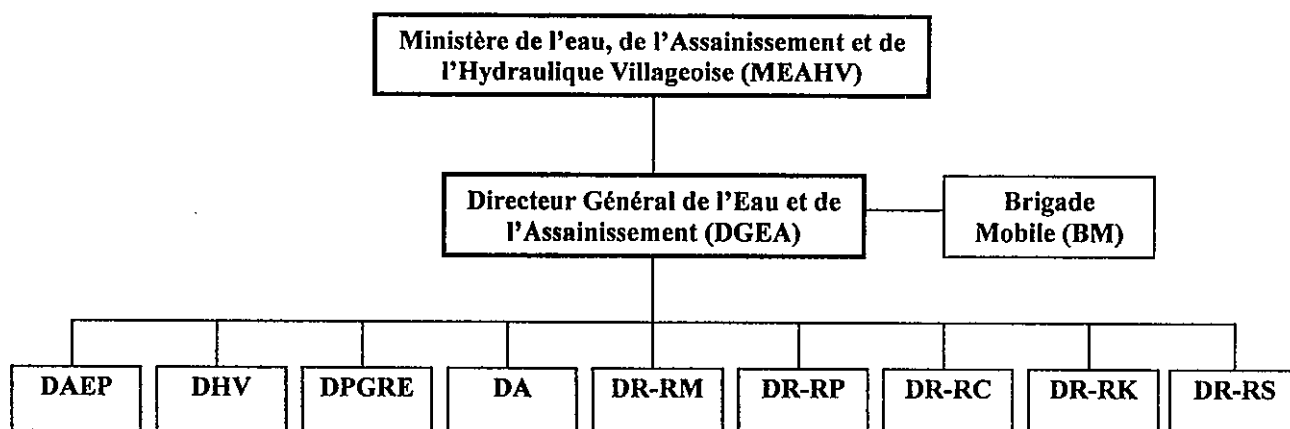 Ministère de l'eau, de l'Assainissement et de
l'Hydraulique Villageoise (MEAHV)
Directeur Général de l'Eau et de
l'Assainissement (DGEA)
Brigade
Mobile (BM)
DAEP
DHV
DPGRE
DA
DR-RM
DR-RP
DR-RC
DR-RK
DR-RS